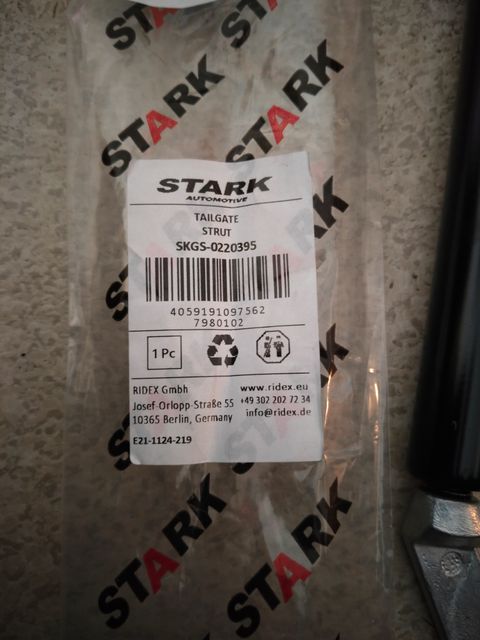 STARK
STARK
STARK
STARK
STARK
AUTOMOTIVE
TAILGATE
STRUT
SKGS-0220395
4059191097562
7980102
1 Pc
RIDEX Gmbh
Josef-Orlopp-Straße 55
10365 Berlin, Germany
www.ridex.eu
+49 302 202 72 34
info@ridex.de
E21-1124-219
STARK
STARK